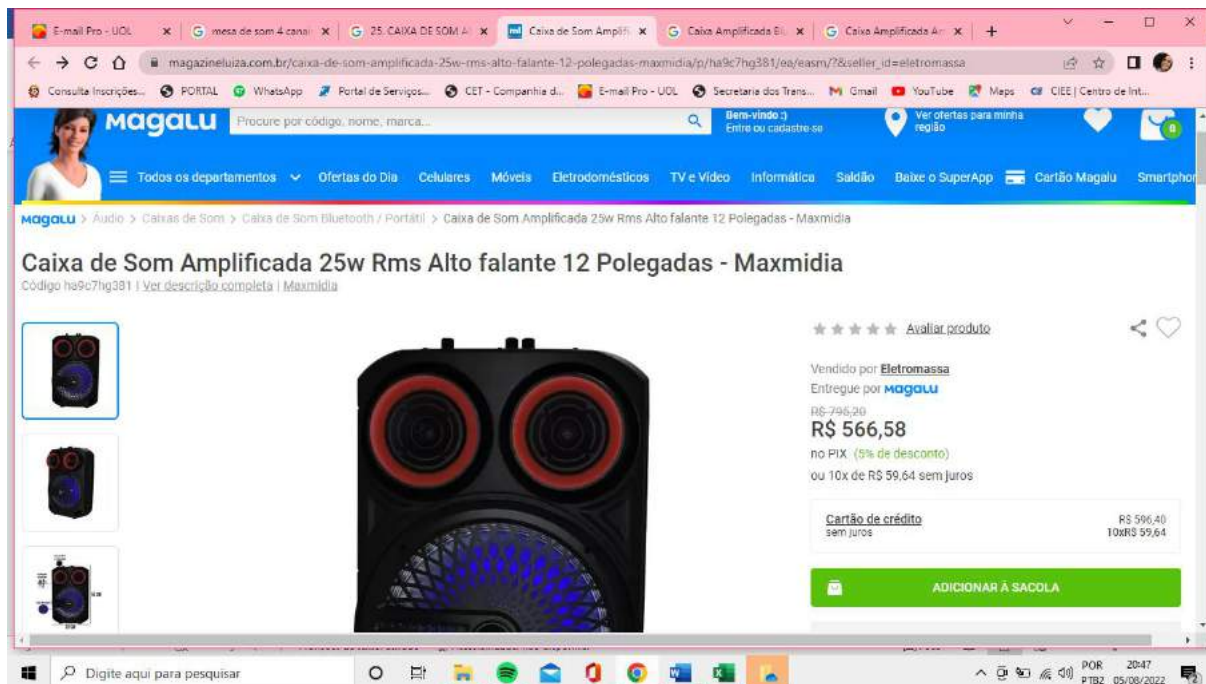 E-mail Pro - UOL
mesa de som 4 canai
25. CAIXA DE SOM A
Caixa de Som Amplifi
Caixa Amplificada
Caixa Amplificada
magazineluiza.com.br/caixa-de-som-amplificada-25w-rms-alto-falante-12-polegadas-maxmidia/p/ha9c7hg381/ea/easm/?&seller_id=eletromassa
Consulta Inscrições...
PORTAL
WhatsApp
Portal de Serviços...
CET - Companhia d...
E-mail Pro - UOL
Secretaria dos Trans...
Gmail
YouTube
Maps
CIEE | Centro de Int...
Magalu
Procure por código, nome, marca...
Bem-vindo :)
Entre ou cadastre-se
Ver ofertas para minha
região
0
Todos os departamentos
Ofertas do Dia
Celulares
Móveis
Eletrodomésticos
TV e Vídeo
Informática
Saldão
Baixe o SuperApp
Cartão Magalu
Smartphon
Magalu > Áudio > Caixas de Som > Caixa de Som Bluetooth / Portátil > Caixa de Som Amplificada 25w Rms Alto falante 12 Polegadas - Maxmidia
Caixa de Som Amplificada 25w Rms Alto falante 12 Polegadas - Maxmidia
Código ha9c7hg381 | Ver descrição completa | Maxmidia
Avaliar produto
Vendido por Eletromassa
Entregue por Magalu
R$ 795,20
R$ 566,58
no PIX (5% de desconto)
ou 10x de R$ 59,64 sem juros
Cartão de crédito
sem juros
R$ 596,40
10xR$ 59,64
ADICIONAR À SACOLA
Digite aqui para pesquisar
POR
PTB2
20:47
05/08/2022